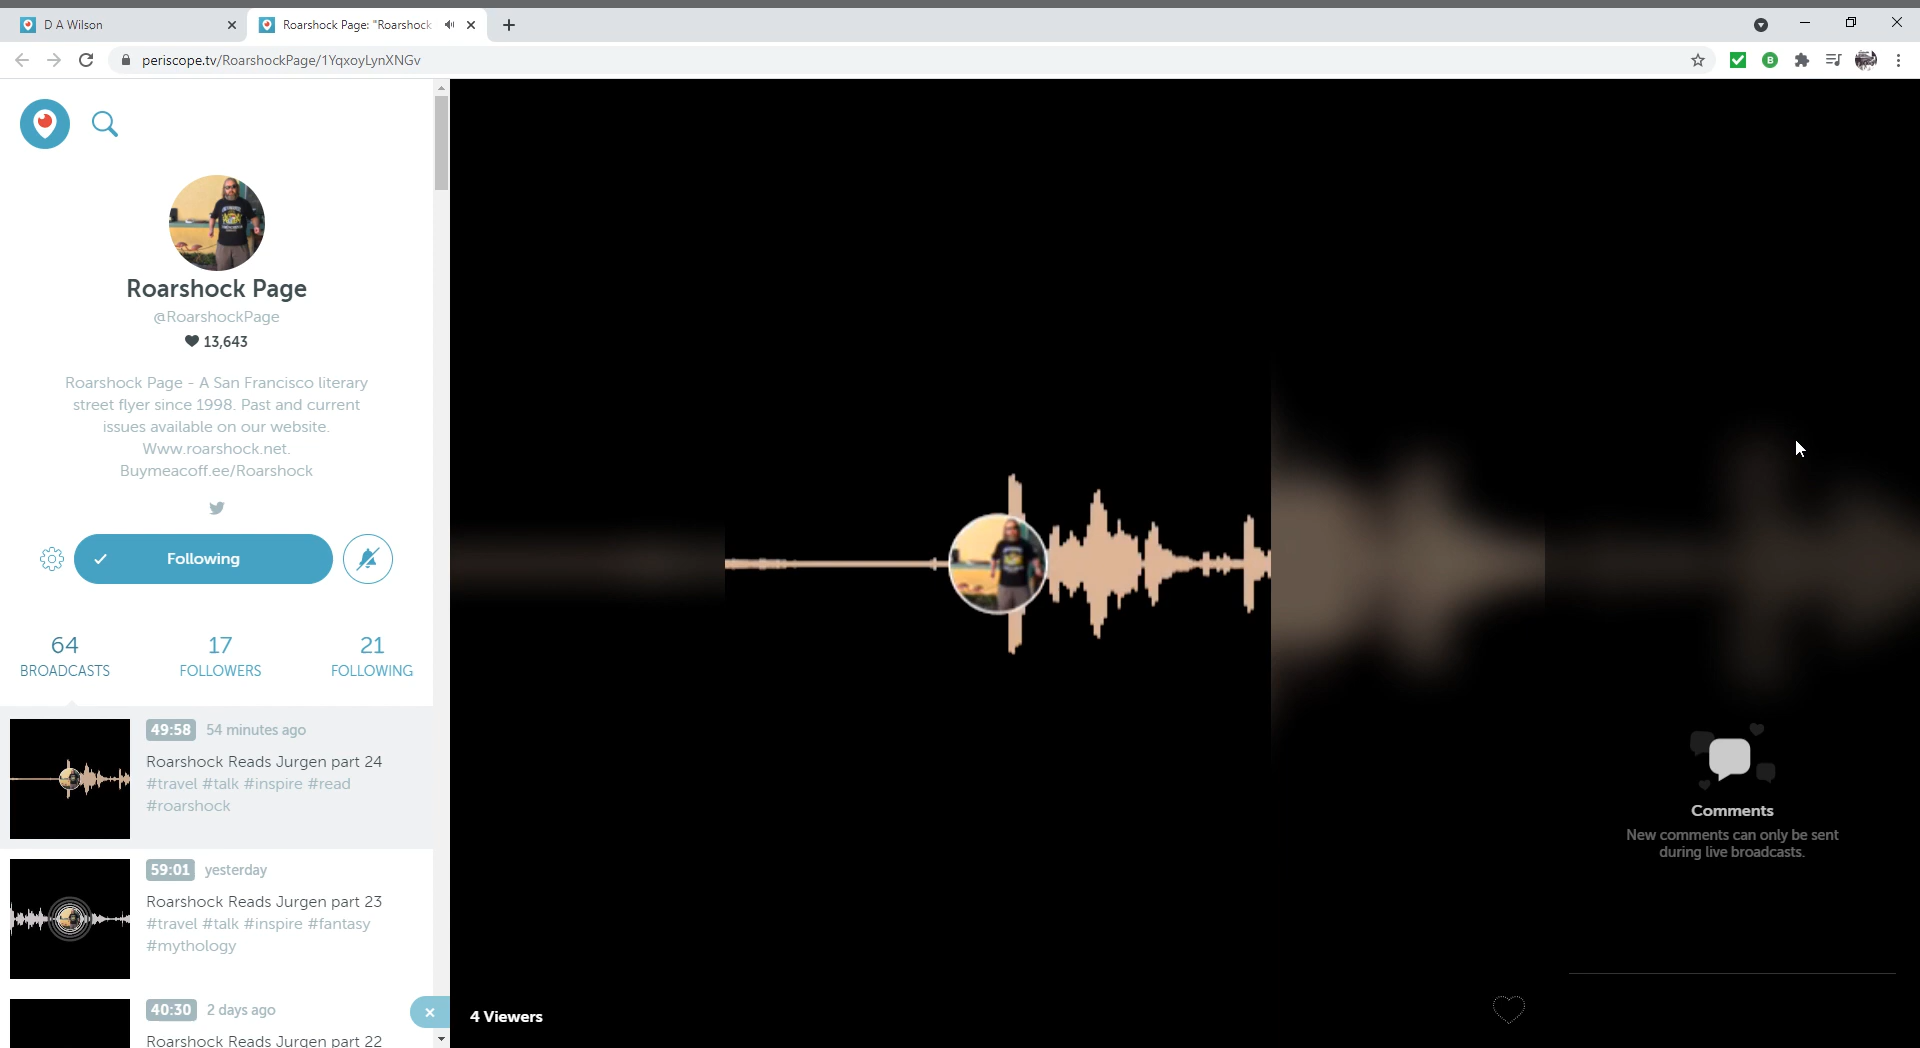 D A Wilson
Roarshock Page: "Roarshock
periscope.tv/RoarshockPage/1YqxoyLynXNGv
B
Roarshock Page
@RoarshockPage
13,643
Roarshock Page - A San Francisco literary
street flyer since 1998. Past and current
issues available on our website.
Www.roarshock.net.
Buymeacoff.ee/Roarshock
Following
64
BROADCASTS
17
FOLLOWERS
21
FOLLOWING
49:58 54 minutes ago
Roarshock Reads Jurgen part 24
#travel #talk #inspire #read
#roarshock
59:01 yesterday
Roarshock Reads Jurgen part 23
#travel #talk #inspire #fantasy
#mythology
40:30 2 days ago
Roarshock Reads Jurgen part 22
4 Viewers
Comments
New comments can only be sent
during live broadcasts.